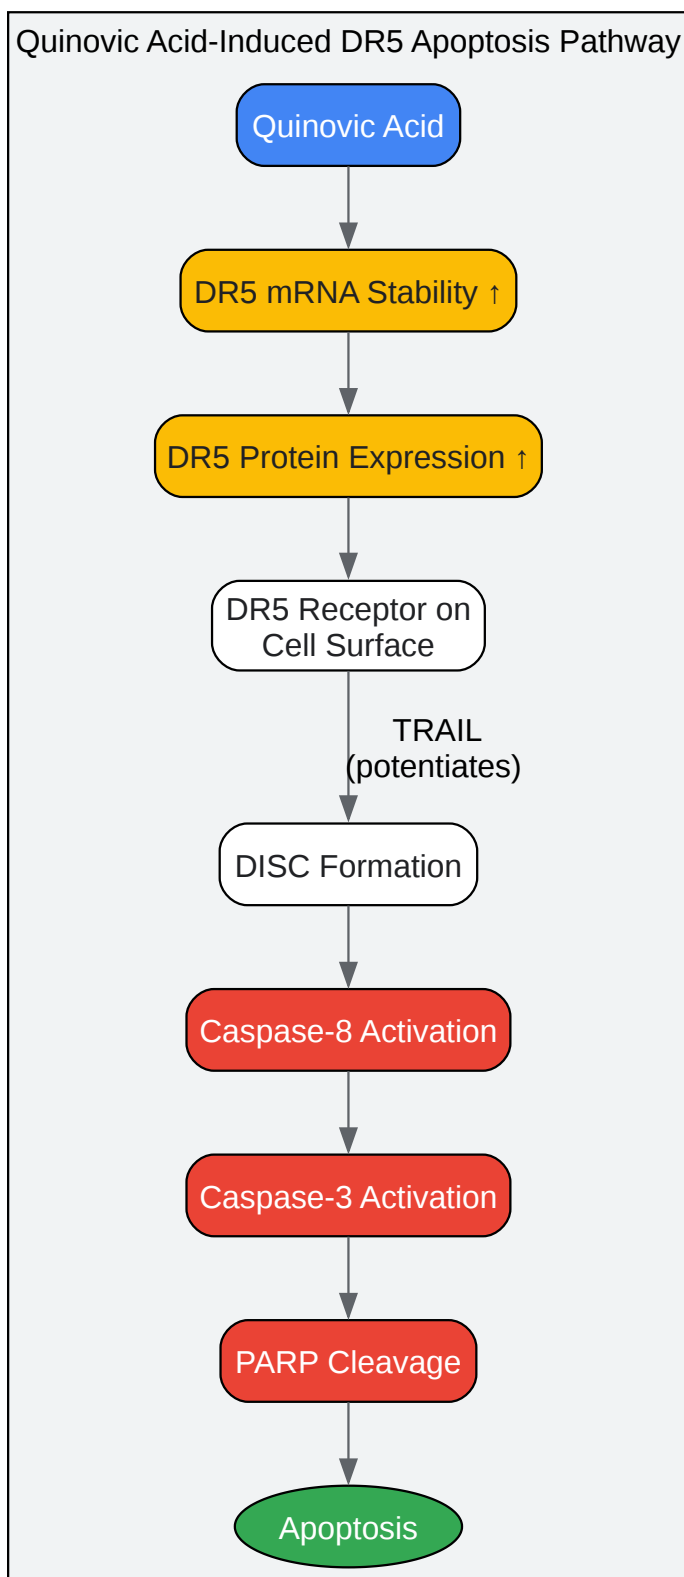 Quinovic Acid-Induced DR5 Apoptosis Pathway
Quinovic Acid
DR5 mRNA Stability ↑
DR5 Protein Expression ↑
DR5 Receptor on
Cell Surface
TRAIL
(potentiates)
DISC Formation
Caspase-8 Activation
Caspase-3 Activation
PARP Cleavage
Apoptosis